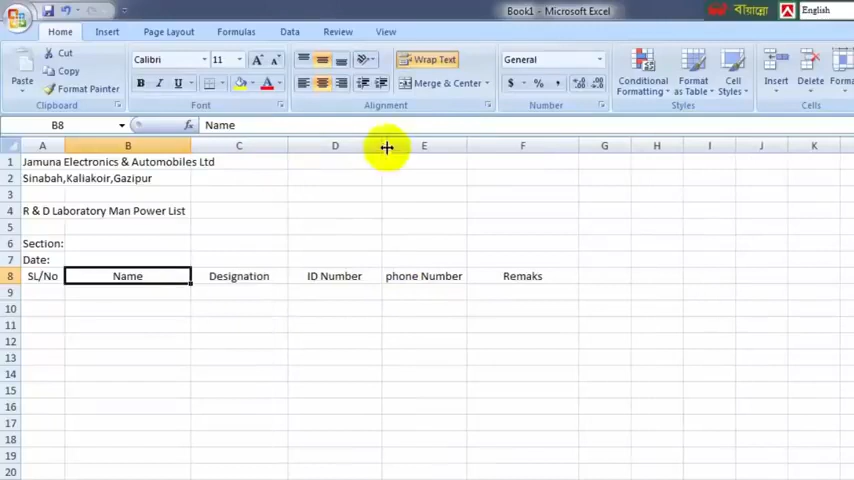 Book1 - Microsoft Excel
বায়ান্নো
English
Home Insert Page Layout Formulas Data Review View
Cut
Copy
Format Painter
Paste
Clipboard
Calibri 11
B I U
Font
Wrap Text
Merge & Center
Alignment
General
$ % ,
Number
Conditional Formatting
Format as Table
Cell Styles
Styles
Insert Delete
Cells
B8 fx Name
A B C D E F G H I J K
1 Jamuna Electronics & Automobiles Ltd
2 Sinabah,Kaliakoir,Gazipur
3
4 R & D Laboratory Man Power List
5
6 Section:
7 Date:
8 SL/No Name Designation ID Number phone Number Remaks
9
10
11
12
13
14
15
16
17
18
19
20